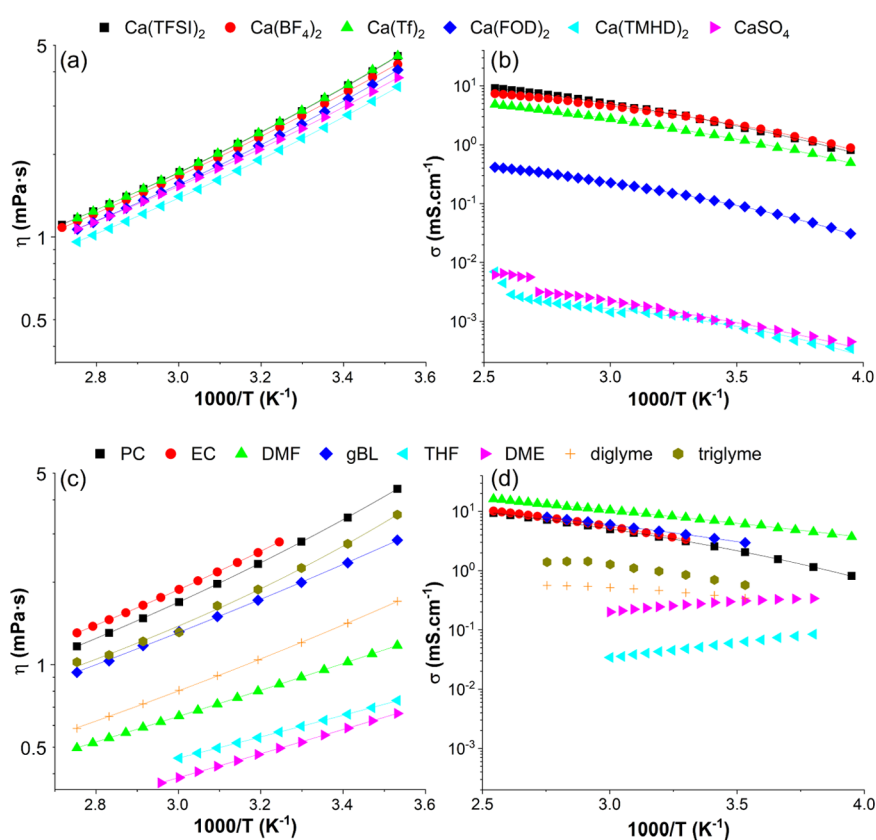 Ca(TFSI)2 Ca(BF4)2 Ca(Tf)2 Ca(FOD)2 Ca(TMHD)2 CaSO4
(a)
5
1
0.5
η (mPa·s)
2.8 3.0 3.2 3.4 3.6
1000/T (K-1)
(b)
10^1
10^0
10^-1
10^-2
10^-3
σ (mS.cm-1)
2.5 3.0 3.5 4.0
1000/T (K-1)
PC EC DMF gBL THF DME diglyme triglyme
(c)
5
1
0.5
η (mPa·s)
2.8 3.0 3.2 3.4 3.6
1000/T (K-1)
(d)
10^1
10^0
10^-1
10^-2
10^-3
σ (mS.cm-1)
2.5 3.0 3.5 4.0
1000/T (K-1)